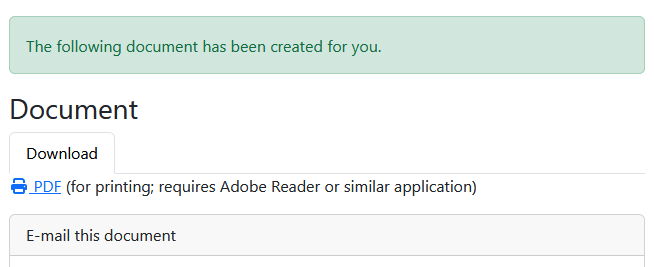 The following document has been created for you.
Document
Download
PDF (for printing; requires Adobe Reader or similar application)
E-mail this document